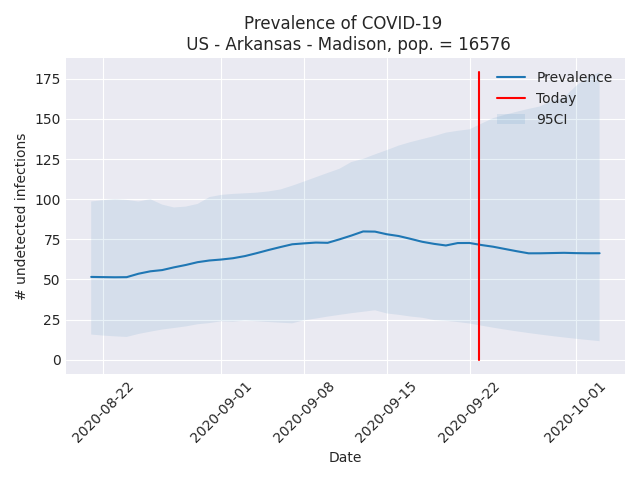 Prevalence of COVID-19
US - Arkansas - Madison, pop. = 16576
Prevalence
Today
95CI
175
150
125
100
75
50
25
0
# undetected infections
2020-08-22
2020-09-01
2020-09-08
2020-09-15
2020-09-22
2020-10-01
Date